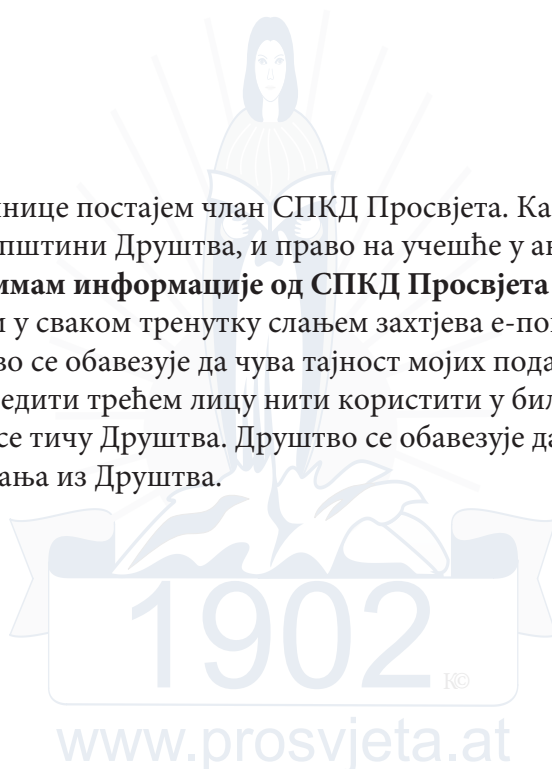 нице постајем члан СПКД Просвјета. Ка
пштини Друштва, и право на учешће у ак
имам информације од СПКД Просвјета
и у сваком тренутку слањем захтјева е-по
во се обавезује да чува тајност мојих пода
едити трећем лицу нити користити у бил
се тичу Друштва. Друштво се обавезује да
ања из Друштва.
1902
К©
www.prosvjeta.at